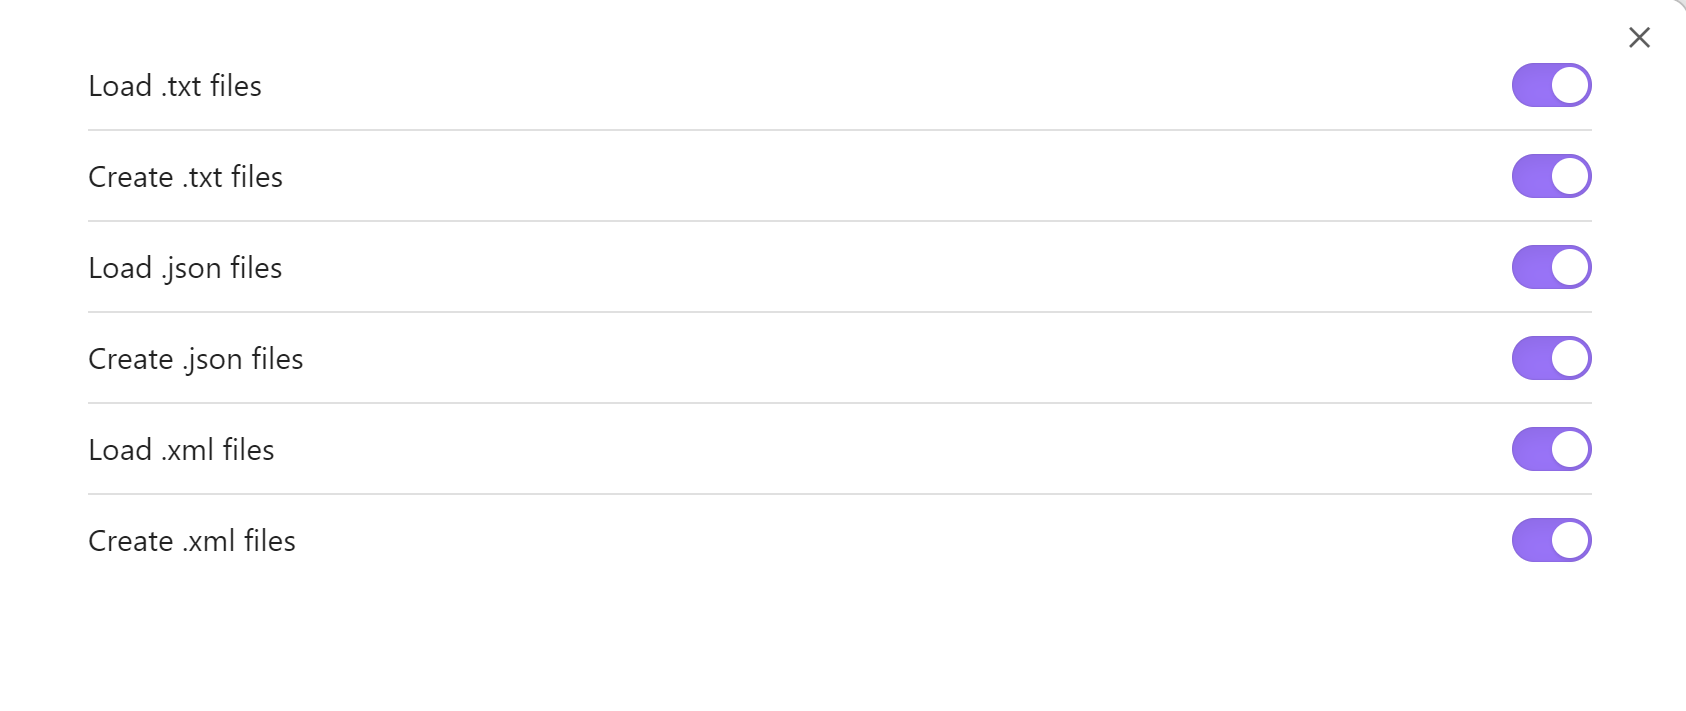 Load .txt files
Create .txt files
Load .json files
Create .json files
Load .xml files
Create .xml files